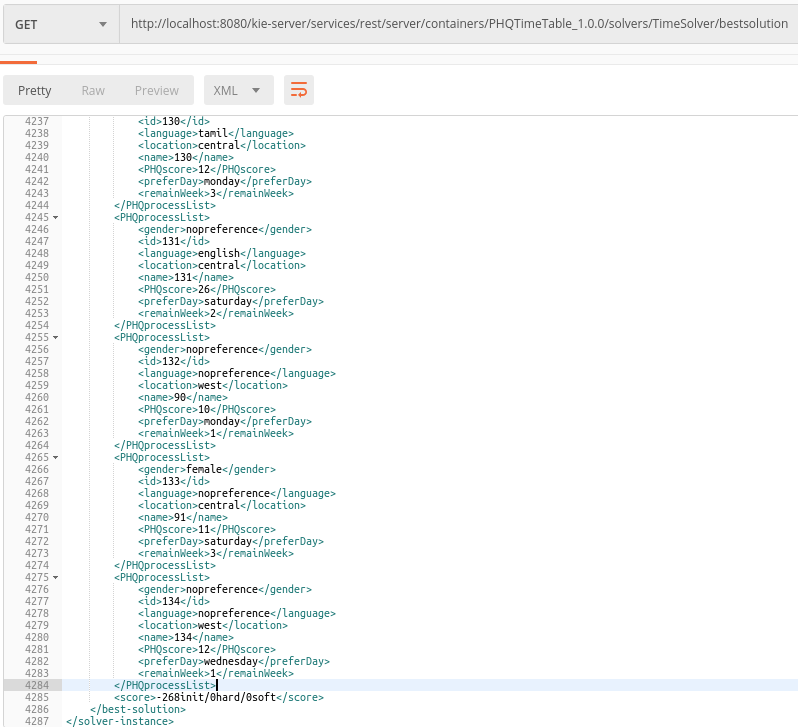 GET http://localhost:8080/kie-server/services/rest/server/containers/PHQTimeTable_1.0.0/solvers/TimeSolver/bestsolution
Pretty Raw Preview XML
4237 <id>130</id>
4238 <language>tamil</language>
4239 <location>central</location>
4240 <name>130</name>
4241 <PHQscore>12</PHQscore>
4242 <preferDay>monday</preferDay>
4243 <remainWeek>3</remainWeek>
4244 </PHQprocessList>
4245 <PHQprocessList>
4246 <gender>nopreference</gender>
4247 <id>131</id>
4248 <language>english</language>
4249 <location>central</location>
4250 <name>131</name>
4251 <PHQscore>26</PHQscore>
4252 <preferDay>saturday</preferDay>
4253 <remainWeek>2</remainWeek>
4254 </PHQprocessList>
4255 <PHQprocessList>
4256 <gender>nopreference</gender>
4257 <id>132</id>
4258 <language>nopreference</language>
4259 <location>west</location>
4260 <name>90</name>
4261 <PHQscore>10</PHQscore>
4262 <preferDay>monday</preferDay>
4263 <remainWeek>1</remainWeek>
4264 </PHQprocessList>
4265 <PHQprocessList>
4266 <gender>female</gender>
4267 <id>133</id>
4268 <language>nopreference</language>
4269 <location>central</location>
4270 <name>91</name>
4271 <PHQscore>11</PHQscore>
4272 <preferDay>saturday</preferDay>
4273 <remainWeek>3</remainWeek>
4274 </PHQprocessList>
4275 <PHQprocessList>
4276 <gender>nopreference</gender>
4277 <id>134</id>
4278 <language>nopreference</language>
4279 <location>west</location>
4280 <name>134</name>
4281 <PHQscore>12</PHQscore>
4282 <preferDay>wednesday</preferDay>
4283 <remainWeek>1</remainWeek>
4284 </PHQprocessList>
4285 <score>-268init/0hard/0soft</score>
4286 </best-solution>
4287 </solver-instance>